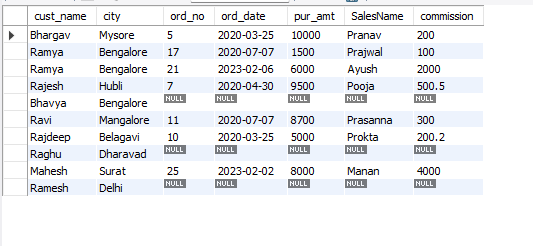 cust_name city ord_no ord_date pur_amt SalesName commission
Bhargav Mysore 5 2020-03-25 10000 Pranav 200
Ramya Bengalore 17 2020-07-07 1500 Prajwal 100
Ramya Bengalore 21 2023-02-06 6000 Ayush 2000
Rajesh Hubli 7 2020-04-30 9500 Pooja 500.5
Bhavya Bengalore NULL NULL NULL NULL NULL
Ravi Mangalore 11 2020-07-07 8700 Prasanna 300
Rajdeep Belagavi 10 2020-03-25 5000 Prokta 200.2
Raghu Dharavad NULL NULL NULL NULL NULL
Mahesh Surat 25 2023-02-02 8000 Manan 4000
Ramesh Delhi NULL NULL NULL NULL NULL